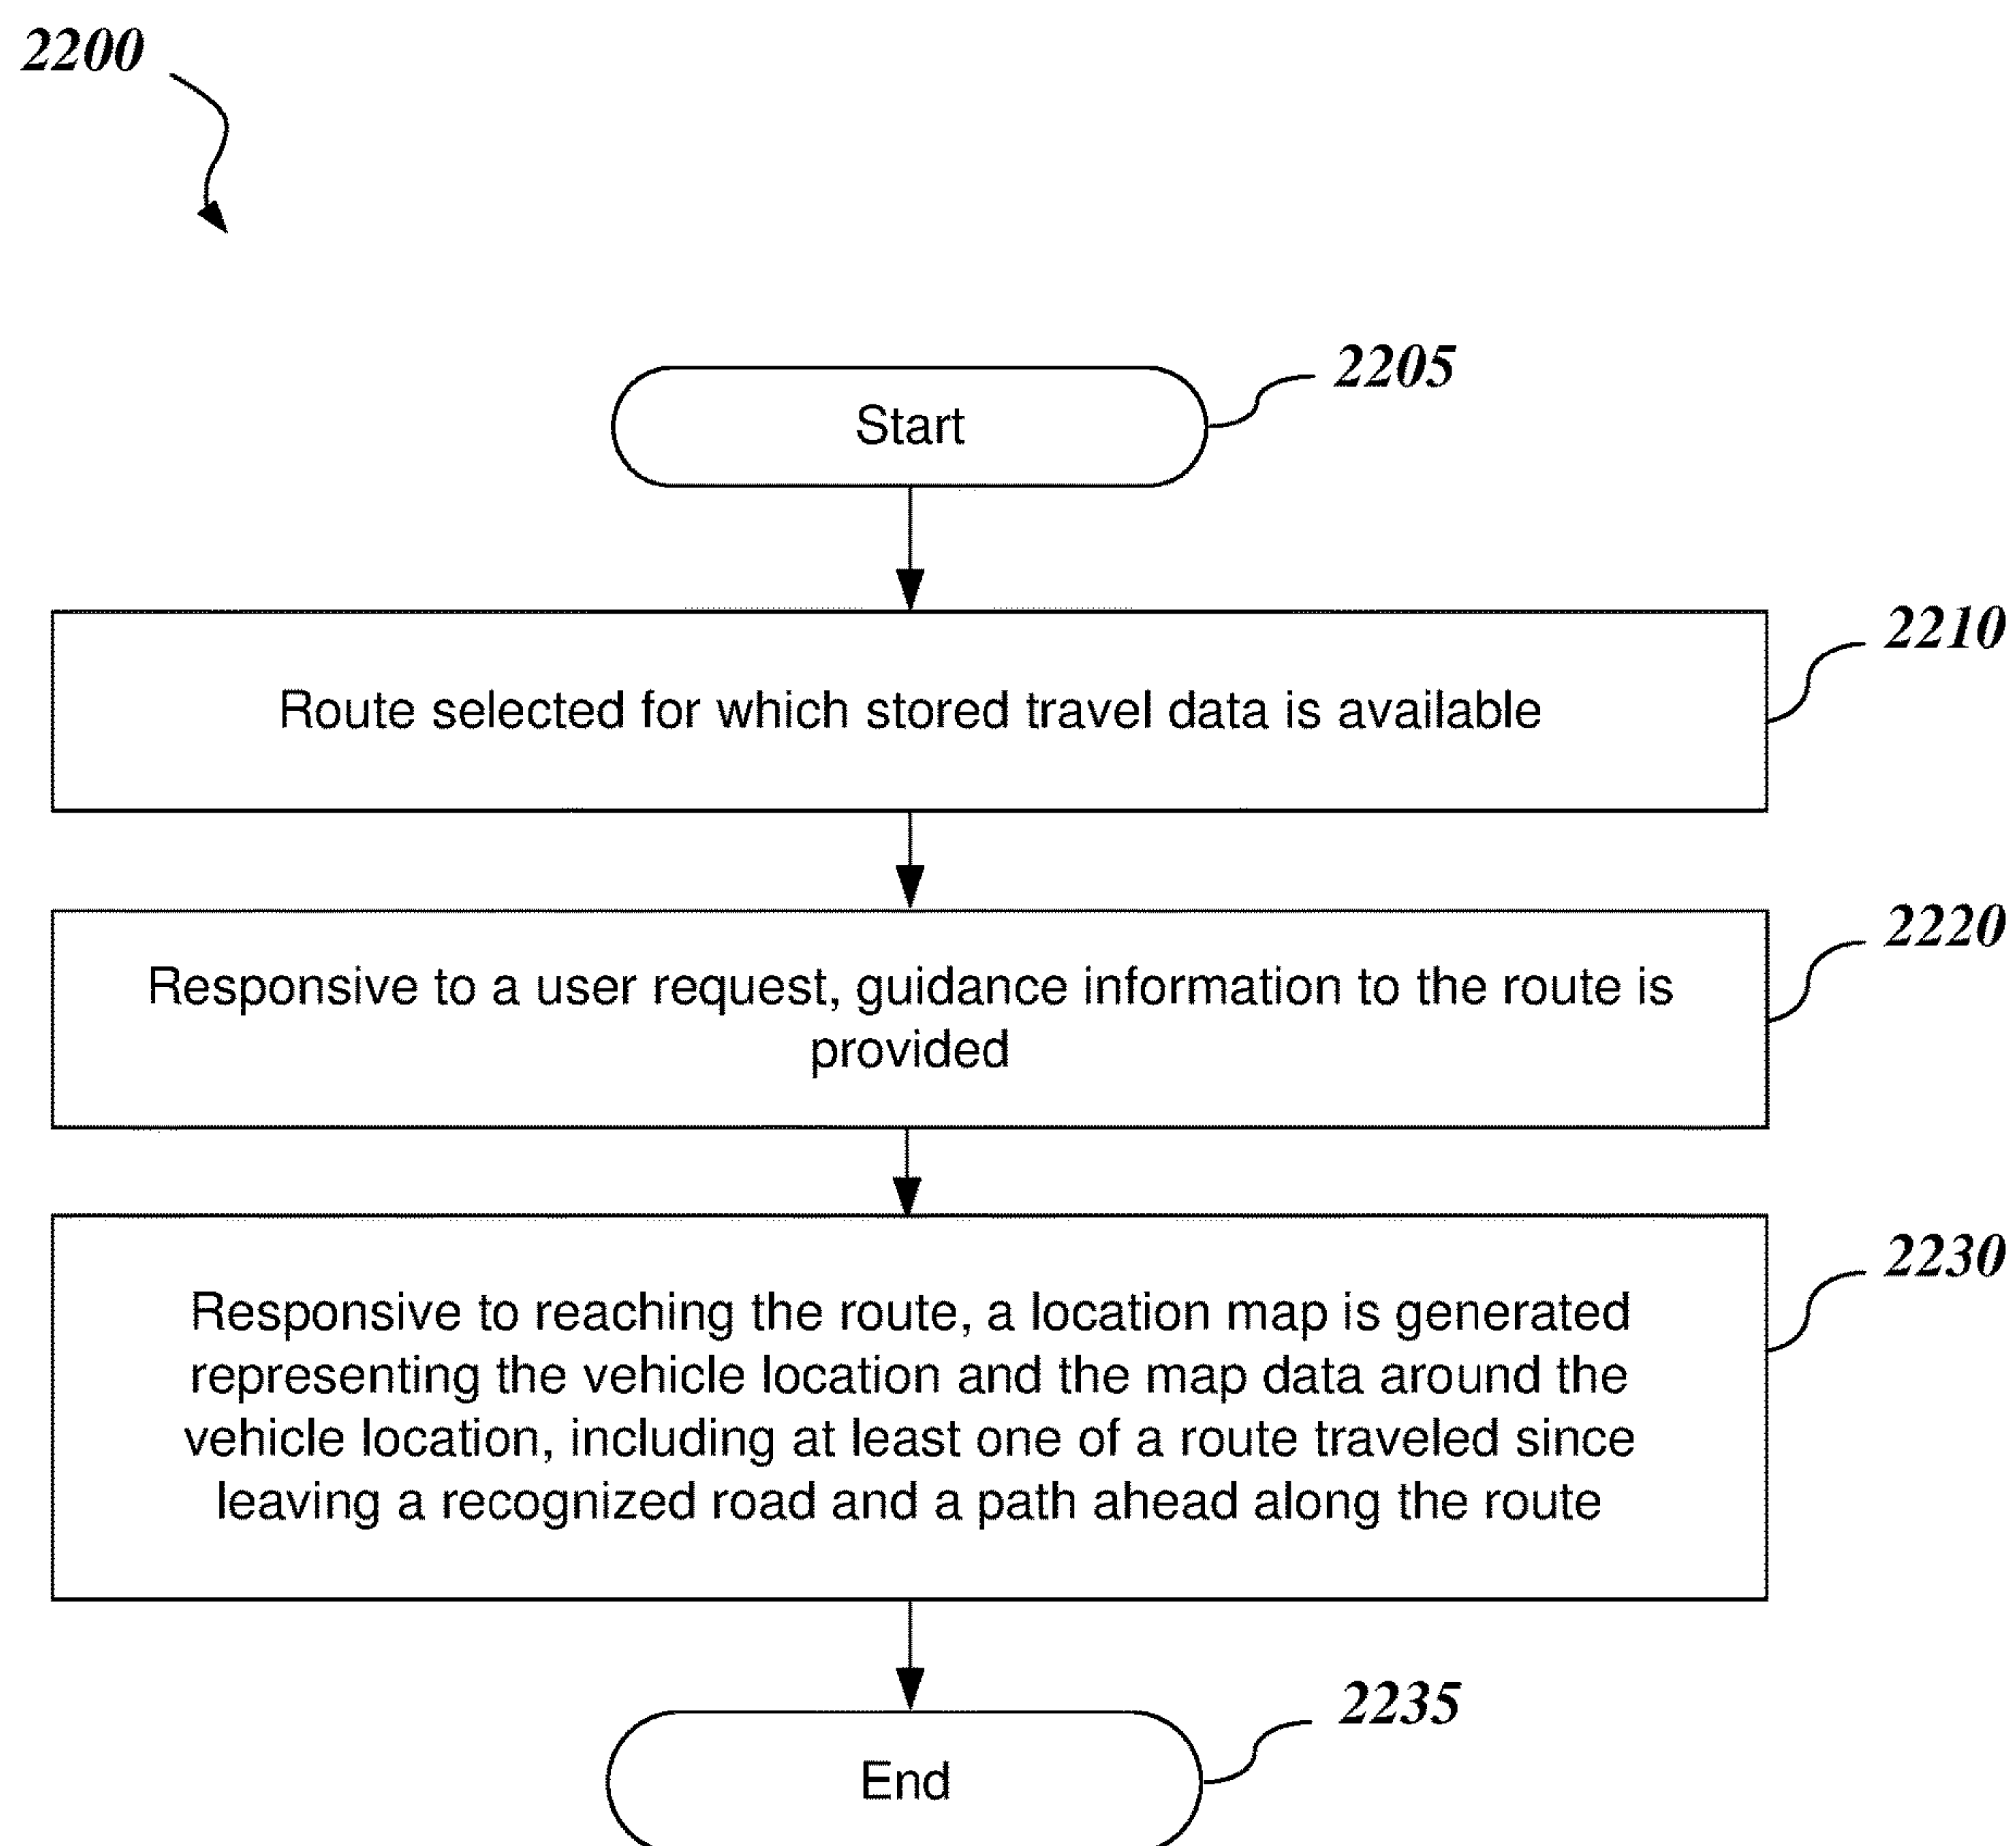 2200
2205
Start
2210
Route selected for which stored travel data is available
2220
Responsive to a user request, guidance information to the route is
provided
2230
Responsive to reaching the route, a location map is generated
representing the vehicle location and the map data around the
vehicle location, including at least one of a route traveled since
leaving a recognized road and a path ahead along the route
2235
End